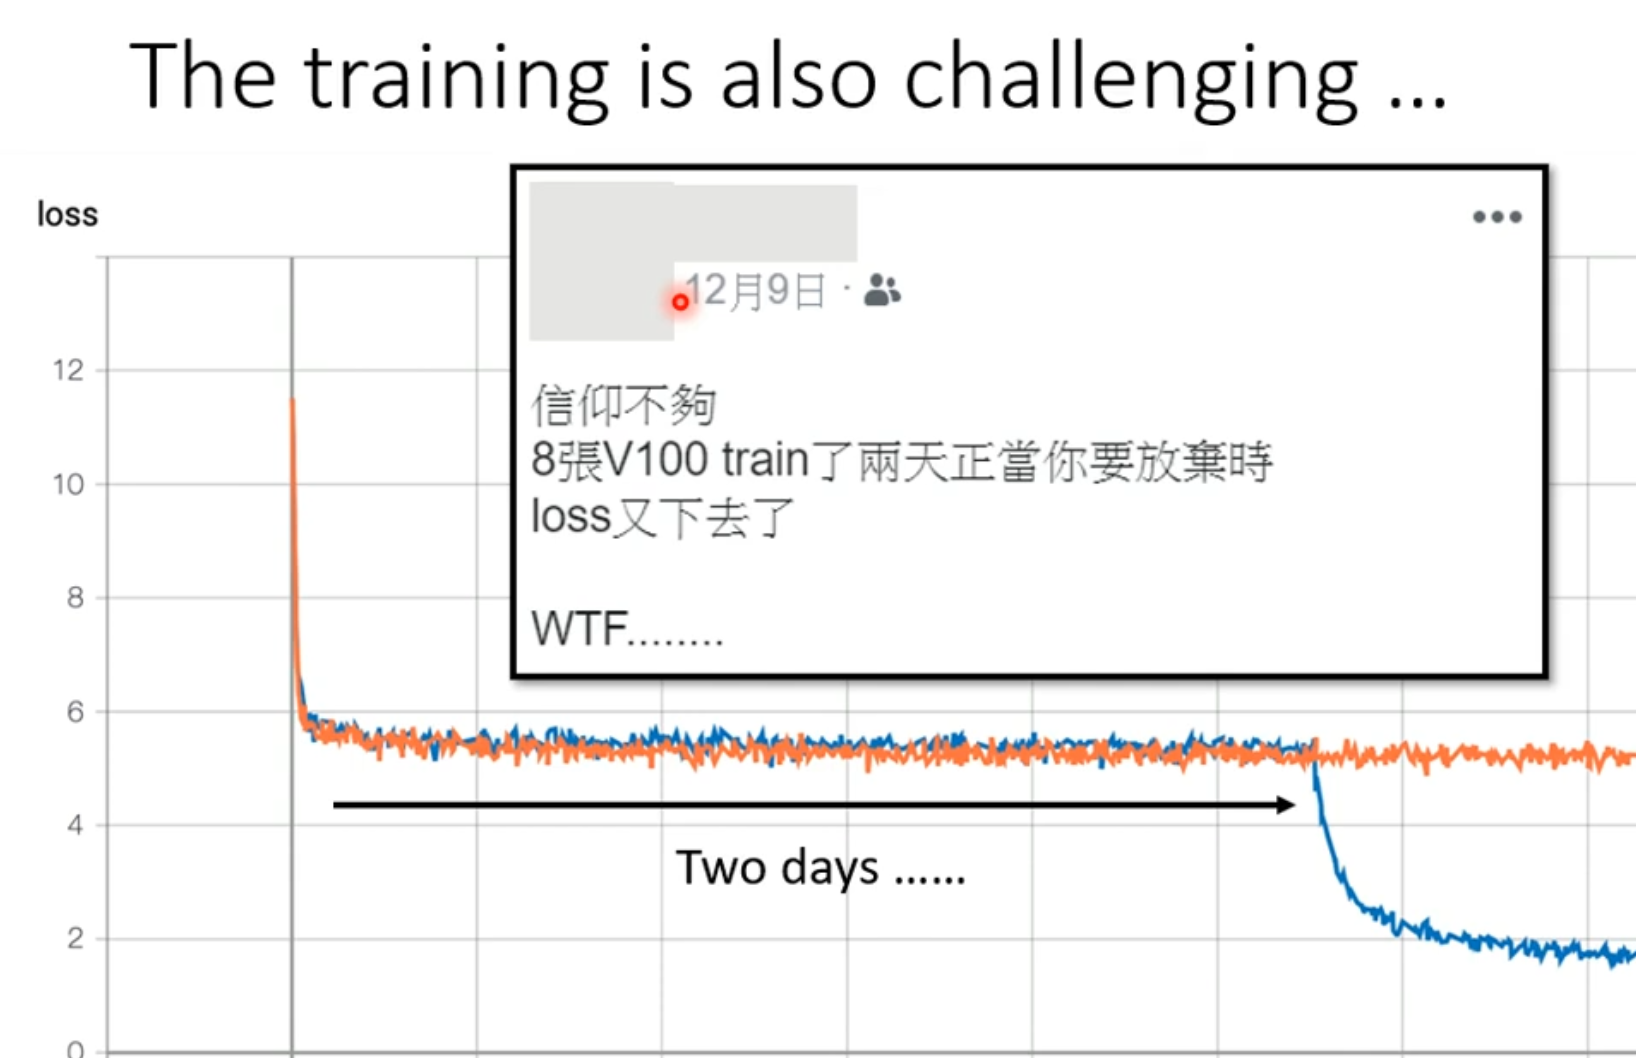 The training is also challenging ...
loss
12月9日 ·
信仰不夠
8張V100 train了兩天正當你要放棄時
loss又下去了
WTF........
12
10
8
6
4
2
0
Two days ......